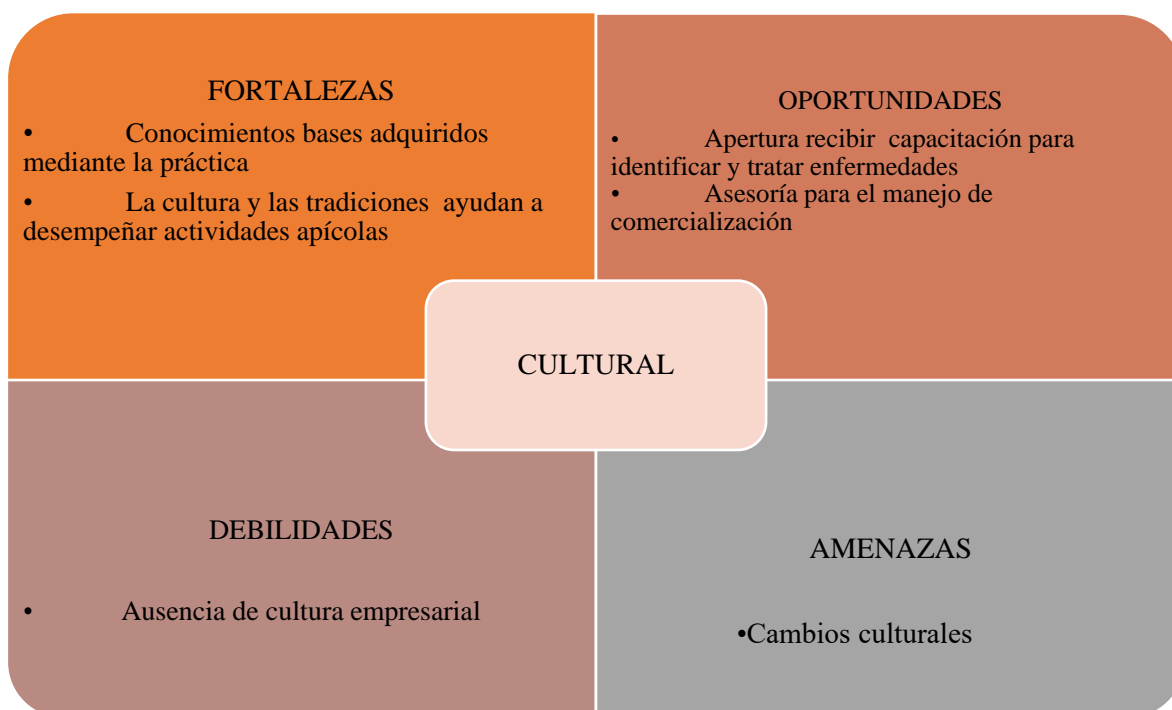 FORTALEZAS
• Conocimientos bases adquiridos
mediante la práctica
• La cultura y las tradiciones ayudan a
desempeñar actividades apícolas
OPORTUNIDADES
• Apertura recibir capacitación para
identificar y tratar enfermedades
• Asesoría para el manejo de
comercialización
CULTURAL
DEBILIDADES
• Ausencia de cultura empresarial
AMENAZAS
•Cambios culturales